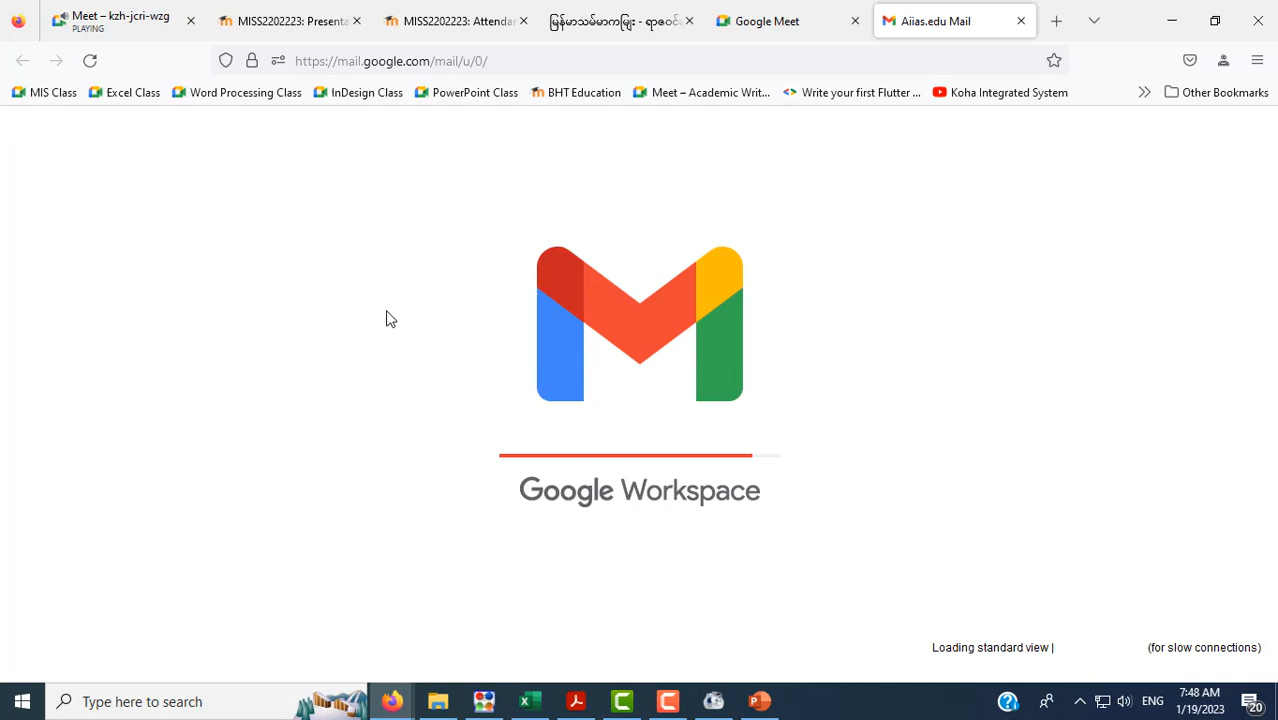 Meet – kzh-jcri-wzg
PLAYING
MISS2202223: Presenta
MISS2202223: Attendan
Google Meet
Aiias.edu Mail
https://mail.google.com/mail/u/0/
MIS Class
Excel Class
Word Processing Class
InDesign Class
PowerPoint Class
BHT Education
Meet – Academic Writ...
Write your first Flutter ...
Koha Integrated System
Other Bookmarks
Google Workspace
Loading standard view |
(for slow connections)
Type here to search
ENG
7:48 AM
1/19/2023
20